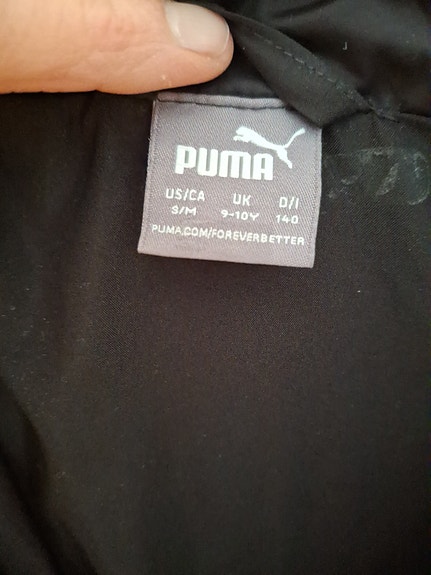 PUMA
US/CA UK D/I
S/M 9-10Y 140
PUMA.COM/FOREVERBETTER